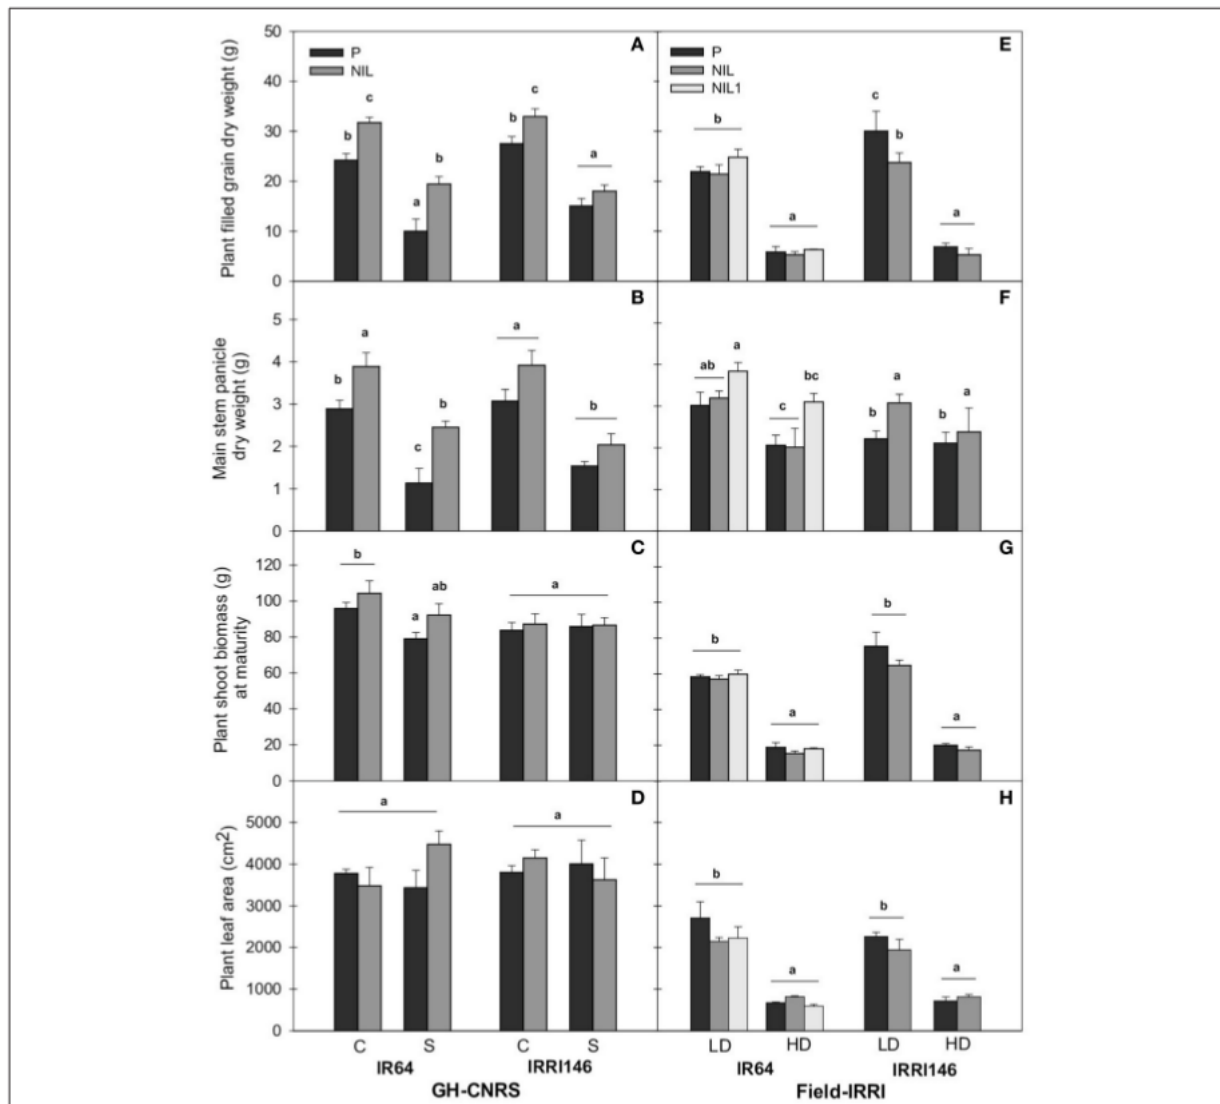 50
40
30
20
10
0
Plant filled grain dry weight (g)
P
NIL
A
b
c
a
b
b
c
a
P
NIL
NIL1
E
b
a
c
b
a
5
4
3
2
1
0
Main stem panicle
dry weight (g)
B
b
a
c
b
a
b
F
ab
a
c
bc
b
a
b
a
120
100
80
60
40
20
0
Plant shoot biomass (g)
at maturity
C
b
a
ab
a
G
b
a
b
a
5000
4000
3000
2000
1000
0
Plant leaf area (cm2)
D
a
a
H
b
a
b
a
C S C S LD HD LD HD
IR64 IRRI146 IR64 IRRI146
GH-CNRS Field-IRRI